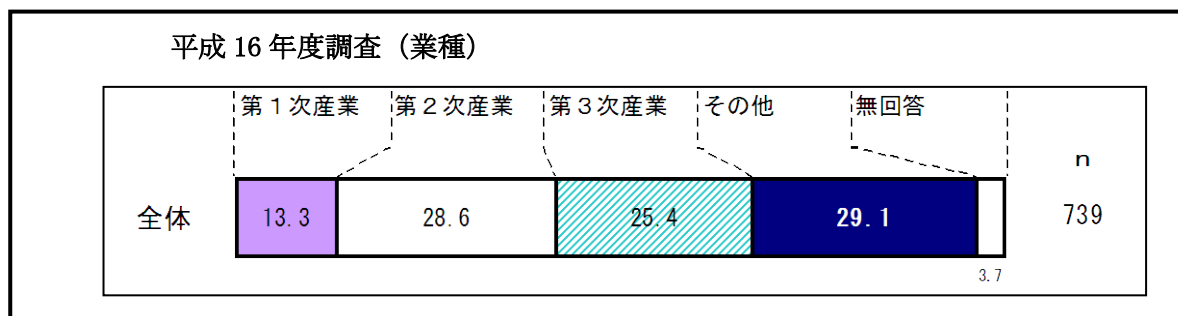 平成 16 年度調査（業種）
第１次産業 第２次産業 第３次産業 その他 無回答
n
全体 13.3 28.6 25.4 29.1 739
3.7